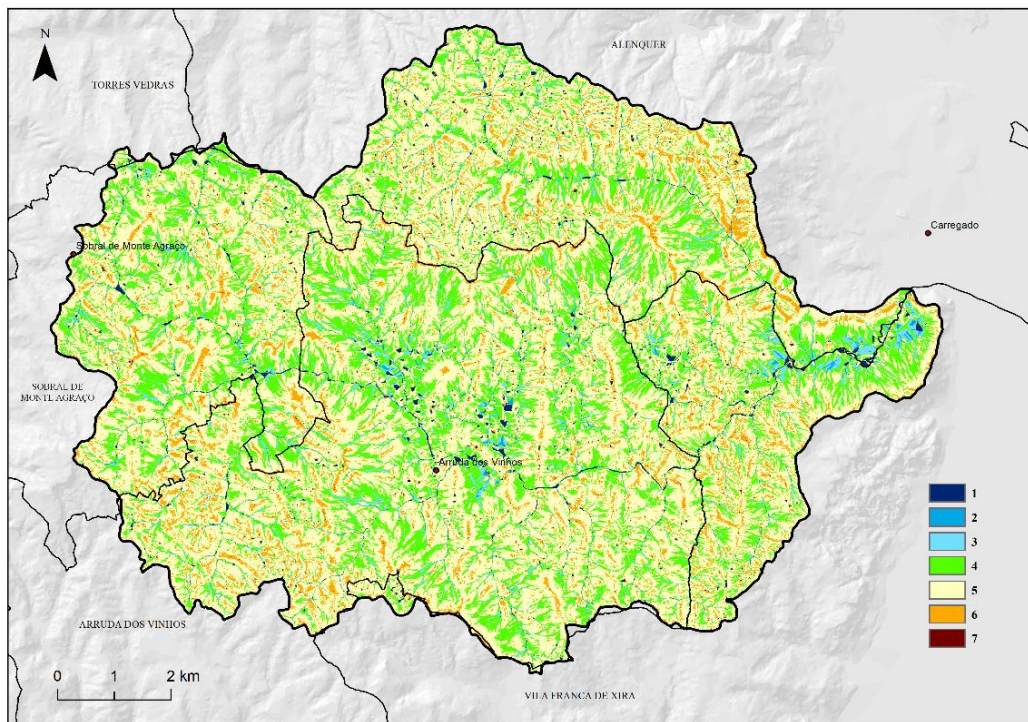 N
ALENQUER
TORRES VEDRAS
Carregado
Sobral de Monte Agraço
SOBRAL DE
MONTE AGRAÇO
Arruda dos Vinhos
1
2
3
4
5
6
7
ARRUDA DOS VINHOS
0 1 2 km
VILA FRANCA DE XIRA